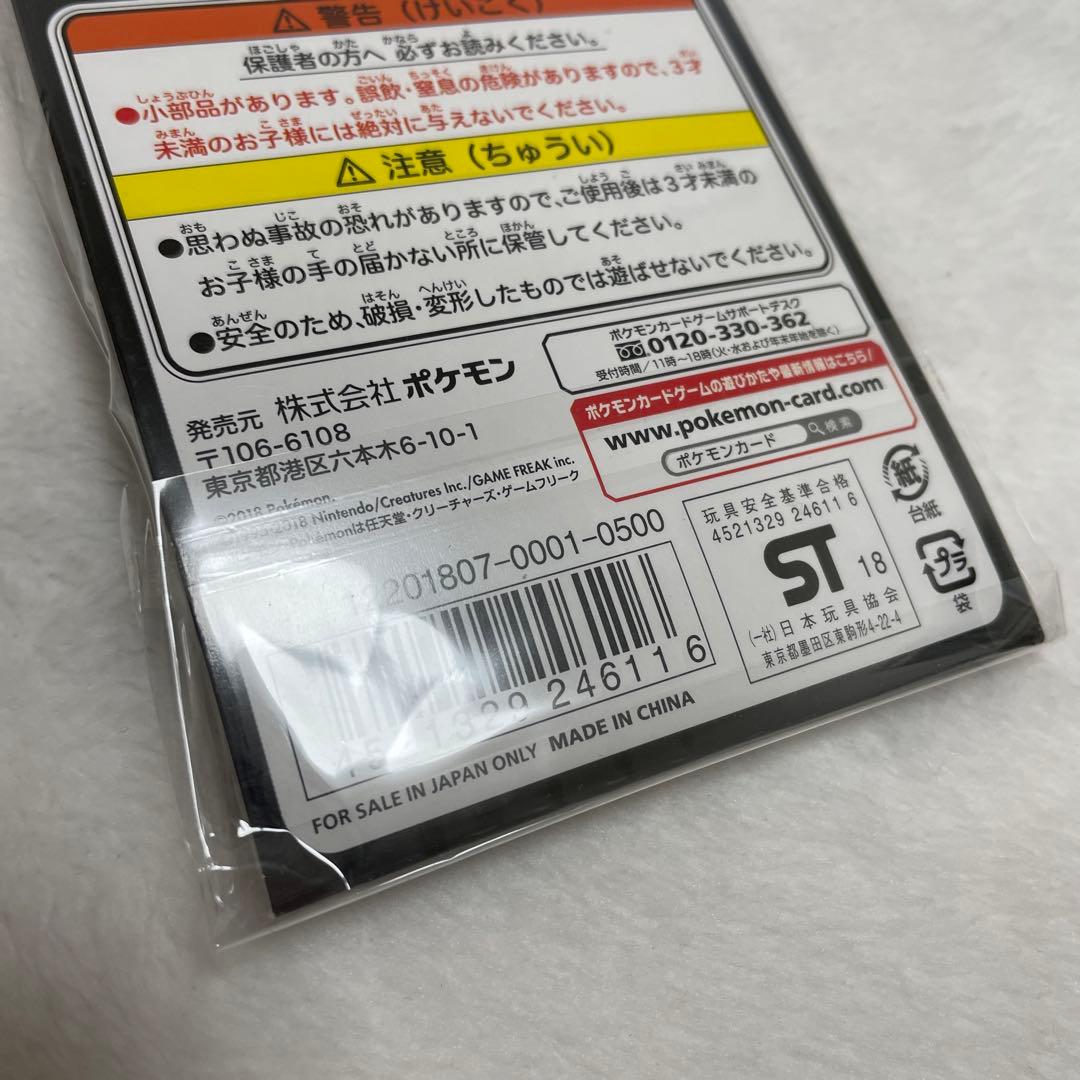 ⚠ 警告（けいこく）
保護者の方へ 必ずお読みください。
●小部品があります。誤飲・窒息の危険がありますので、3才
未満のお子様には絶対に与えないでください。
⚠ 注意（ちゅうい）
●思わぬ事故の恐れがありますので、ご使用後は3才未満の
お子様の手の届かない所に保管してください。
●安全のため、破損・変形したものでは遊ばせないでください。
ポケモンカードゲームサポートデスク
0120-330-362
受付時間／11時～18時（火・水および年末年始を除く）
ポケモンカードゲームの遊びかたや最新情報はこちら！
www.pokemon-card.com
ポケモンカード 検索
発売元 株式会社 ポケモン
〒106-6108
東京都港区六本木6-10-1
©2018 Pokémon.
©1995-2018 Nintendo/Creatures Inc./GAME FREAK inc.
Pokémonは任天堂・クリーチャーズ・ゲームフリーク
201807-0001-0500
4521329 246116
FOR SALE IN JAPAN ONLY MADE IN CHINA
玩具安全基準合格
4521329 24611 6
ST 18
(一社)日本玩具協会
東京都墨田区東駒形4-22-4
紙
台紙
プラ
袋